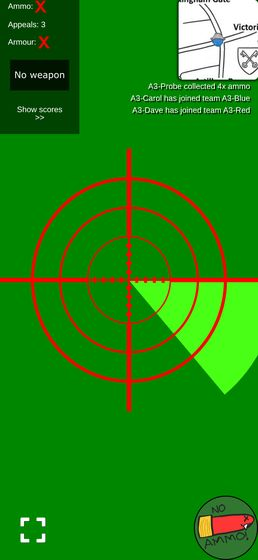 Ammo: X
Appeals: 3
Armour: X
No weapon
Show scores
>>
Victori
A3-Probe collected 4x ammo
A3-Carol has joined team A3-Blue
A3-Dave has joined team A3-Red
NO
AMMO!